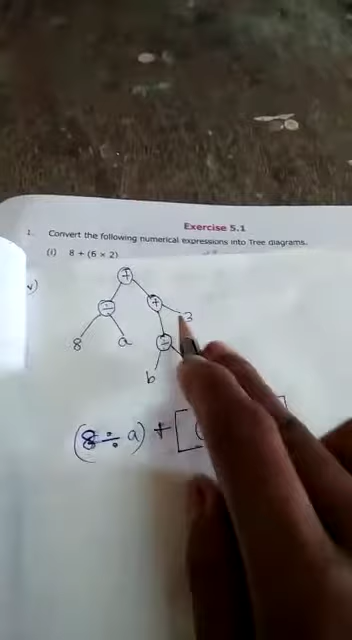 Exercise 5.1
1. Convert the following numerical expressions into Tree diagrams.
(i) 8 + (6 × 2)
v)
+
÷ +
3
8 a ÷
b
(8 ÷ a) + [(